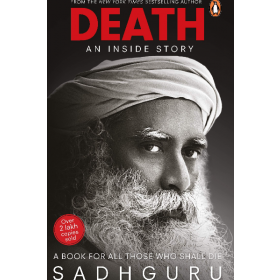 FROM THE NEW YORK TIMES BESTSELLING AUTHOR
DEATH
AN INSIDE STORY
Over
2 lakh
copies
sold
A BOOK FOR ALL THOSE WHO SHALL DIE
SADHGURU